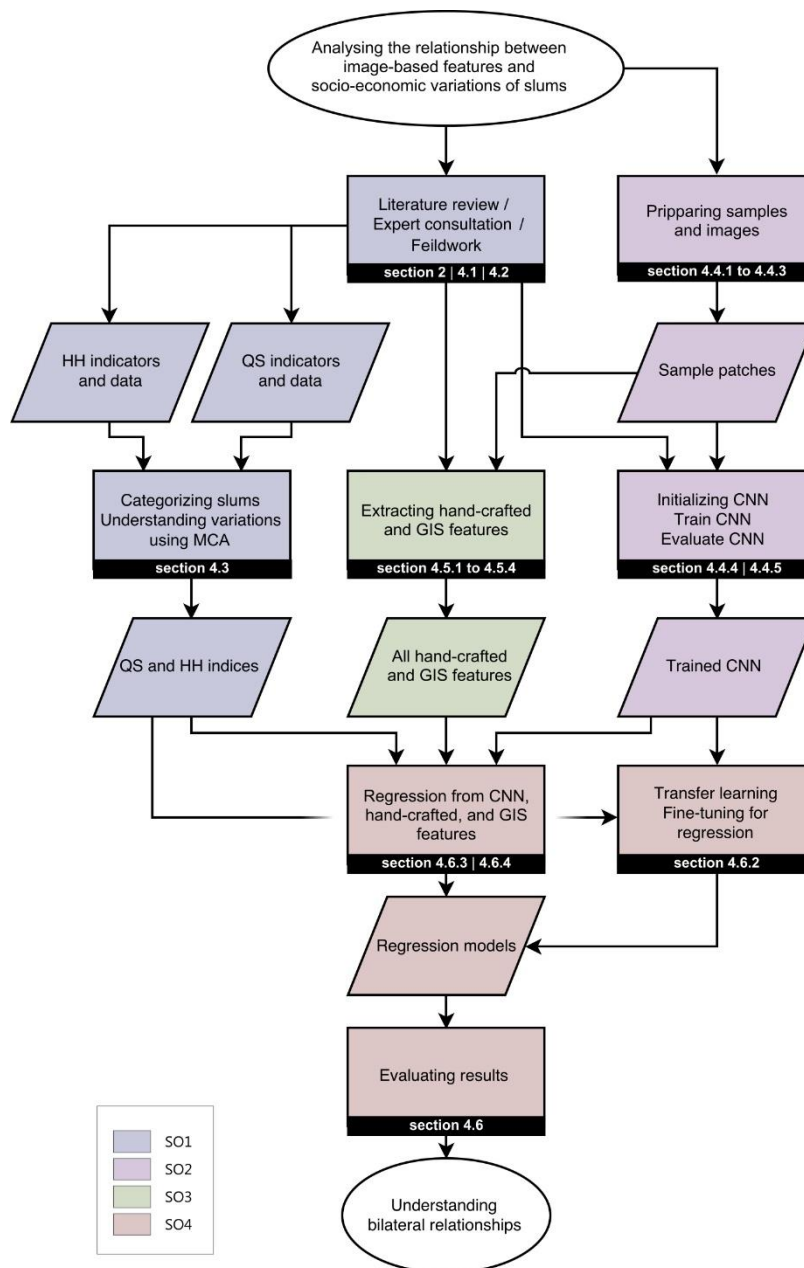 Analysing the relationship between
image-based features and
socio-economic variations of slums
Literature review /
Expert consultation /
Feildwork
section 2 | 4.1 | 4.2
Pripparing samples
and images
section 4.4.1 to 4.4.3
HH indicators
and data
QS indicators
and data
Sample patches
Categorizing slums
Understanding variations
using MCA
section 4.3
Extracting hand-crafted
and GIS features
section 4.5.1 to 4.5.4
Initializing CNN
Train CNN
Evaluate CNN
section 4.4.4 | 4.4.5
QS and HH indices
All hand-crafted
and GIS features
Trained CNN
Regression from CNN,
hand-crafted, and GIS
features
section 4.6.3 | 4.6.4
Transfer learning
Fine-tuning for
regression
section 4.6.2
Regression models
Evaluating results
section 4.6
Understanding
bilateral relationships
SO1
SO2
SO3
SO4